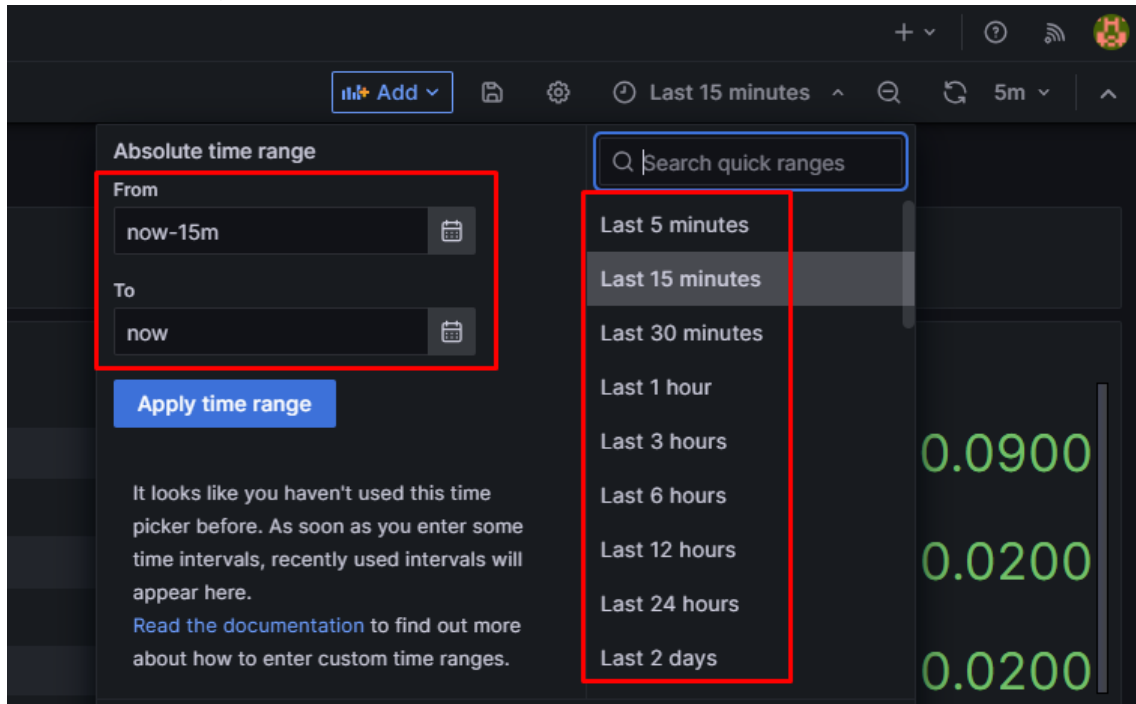 Add
Last 15 minutes
5m
Absolute time range
From
now-15m
To
now
Apply time range
It looks like you haven't used this time
picker before. As soon as you enter some
time intervals, recently used intervals will
appear here.
Read the documentation to find out more
about how to enter custom time ranges.
Search quick ranges
Last 5 minutes
Last 15 minutes
Last 30 minutes
Last 1 hour
Last 3 hours
Last 6 hours
Last 12 hours
Last 24 hours
Last 2 days
0.0900
0.0200
0.0200